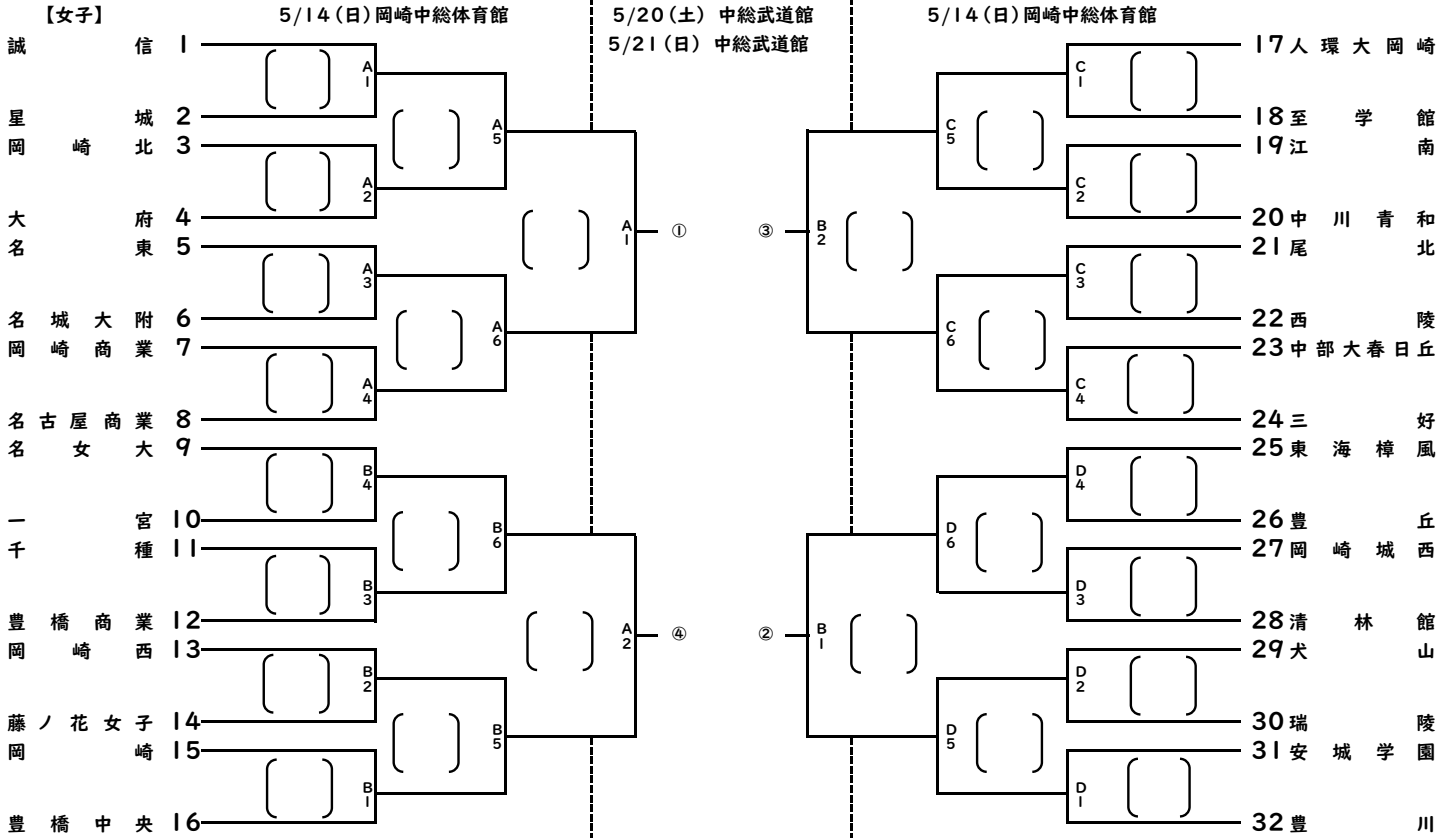 【女子】 5/14(日)岡崎中総体育館 5/20(土) 中総武道館 5/14(日)岡崎中総体育館
5/21(日) 中総武道館
誠信 1
A1
星城 2
A5
岡崎北 3
A2
大府 4
A1 ①
名東 5
A3
名城大附 6
A6
岡崎商業 7
A4
名古屋商業 8
名女大 9
B4
一宮 10
B6
千種 11
B3
豊橋商業 12
A2 ④
岡崎西 13
B2
藤ノ花女子 14
B5
岡崎 15
B1
豊橋中央 16
17 人環大岡崎
C1
18 至学館
C5
19 江南
C2
20 中川青和
③ B2
21 尾北
C3
22 西陵
C6
23 中部大春日丘
C4
24 三好
25 東海樟風
D4
26 豊丘
D6
27 岡崎城西
D3
28 清林館
② B1
29 犬山
D2
30 瑞陵
D5
31 安城学園
D1
32 豊川